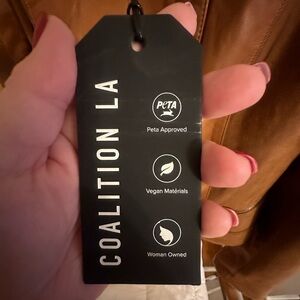 COALITION LA
PeTA
Peta Approved
Vegan Materials
Woman Owned